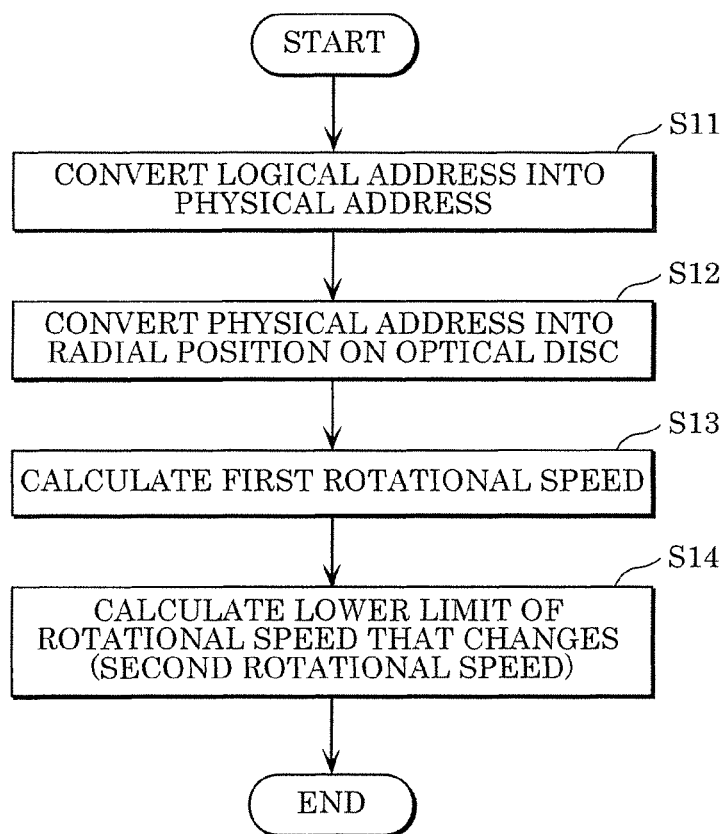 START
S11
CONVERT LOGICAL ADDRESS INTO
PHYSICAL ADDRESS
S12
CONVERT PHYSICAL ADDRESS INTO
RADIAL POSITION ON OPTICAL DISC
S13
CALCULATE FIRST ROTATIONAL SPEED
S14
CALCULATE LOWER LIMIT OF
ROTATIONAL SPEED THAT CHANGES
(SECOND ROTATIONAL SPEED)
END